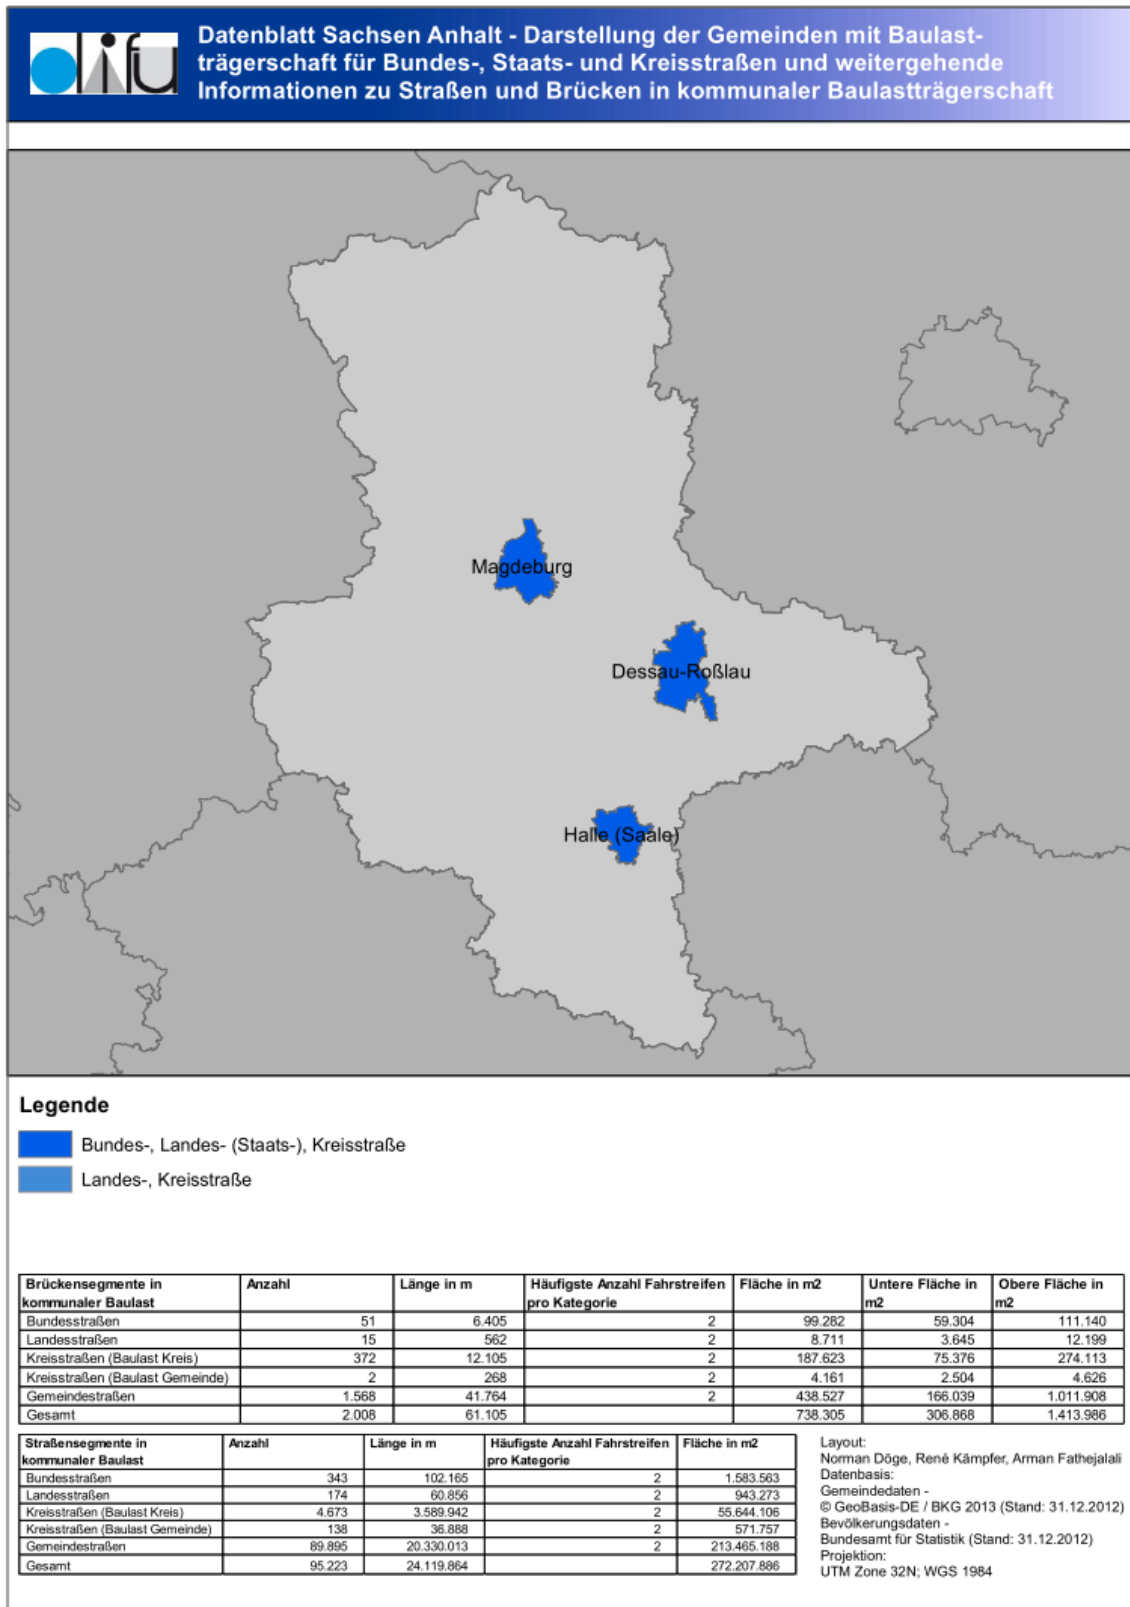 difu
Datenblatt Sachsen Anhalt - Darstellung der Gemeinden mit Baulast-
trägerschaft für Bundes-, Staats- und Kreisstraßen und weitergehende
Informationen zu Straßen und Brücken in kommunaler Baulastträgerschaft
Magdeburg
Dessau-Roßlau
Halle (Saale)
Legende
Bundes-, Landes- (Staats-), Kreisstraße
Landes-, Kreisstraße
Brückensegmente in kommunaler Baulast Anzahl Länge in m Häufigste Anzahl Fahrstreifen pro Kategorie Fläche in m2 Untere Fläche in m2 Obere Fläche in m2
Bundesstraßen 51 6.405 2 99.282 59.304 111.140
Landesstraßen 15 562 2 8.711 3.645 12.199
Kreisstraßen (Baulast Kreis) 372 12.105 2 187.623 75.376 274.113
Kreisstraßen (Baulast Gemeinde) 2 268 2 4.161 2.504 4.626
Gemeindestraßen 1.568 41.764 2 438.527 166.039 1.011.908
Gesamt 2.008 61.105 738.305 306.868 1.413.986
Straßensegmente in kommunaler Baulast Anzahl Länge in m Häufigste Anzahl Fahrstreifen pro Kategorie Fläche in m2
Bundesstraßen 343 102.165 2 1.583.563
Landesstraßen 174 60.856 2 943.273
Kreisstraßen (Baulast Kreis) 4.673 3.589.942 2 55.644.106
Kreisstraßen (Baulast Gemeinde) 138 36.888 2 571.757
Gemeindestraßen 89.895 20.330.013 2 213.465.188
Gesamt 95.223 24.119.864 272.207.886
Layout:
Norman Döge, René Kämpfer, Arman Fathejalali
Datenbasis:
Gemeindedaten -
© GeoBasis-DE / BKG 2013 (Stand: 31.12.2012)
Bevölkerungsdaten -
Bundesamt für Statistik (Stand: 31.12.2012)
Projektion:
UTM Zone 32N; WGS 1984